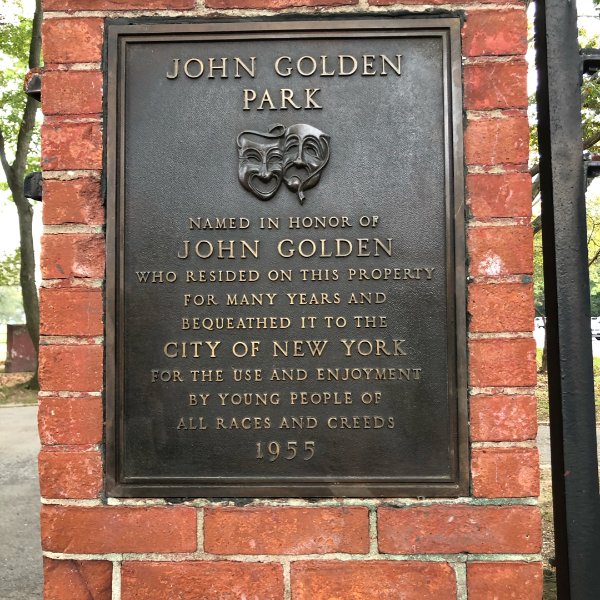 JOHN GOLDEN
PARK
NAMED IN HONOR OF
JOHN GOLDEN
WHO RESIDED ON THIS PROPERTY
FOR MANY YEARS AND
BEQUEATHED IT TO THE
CITY OF NEW YORK
FOR THE USE AND ENJOYMENT
BY YOUNG PEOPLE OF
ALL RACES AND CREEDS
1955